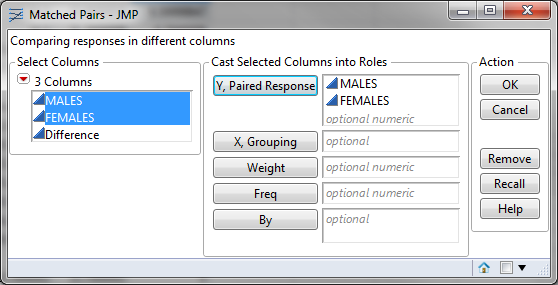 Matched Pairs - JMP
Comparing responses in different columns
Select Columns
3 Columns
MALES
FEMALES
Difference
Cast Selected Columns into Roles
Y, Paired Response
MALES
FEMALES
optional numeric
X, Grouping
optional
Weight
optional numeric
Freq
optional numeric
By
optional
Action
OK
Cancel
Remove
Recall
Help